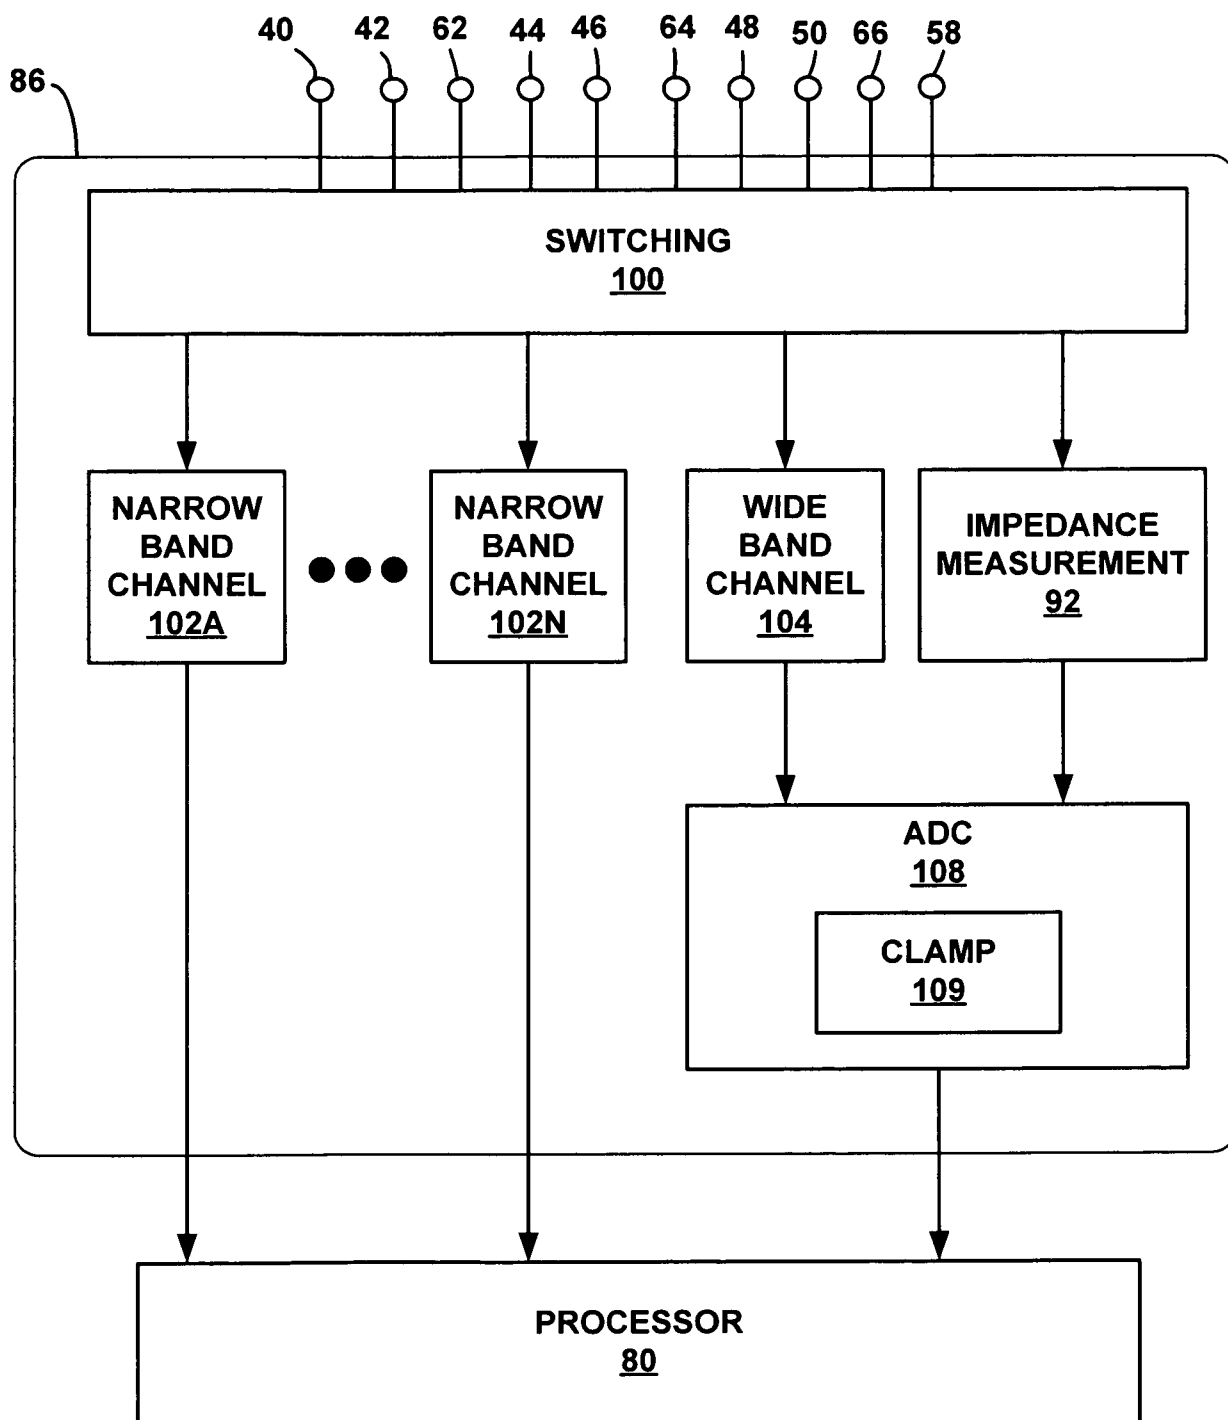 40 42 62 44 46 64 48 50 66 58
86
SWITCHING
100
NARROW
BAND
CHANNEL
102A
NARROW
BAND
CHANNEL
102N
WIDE
BAND
CHANNEL
104
IMPEDANCE
MEASUREMENT
92
ADC
108
CLAMP
109
PROCESSOR
80